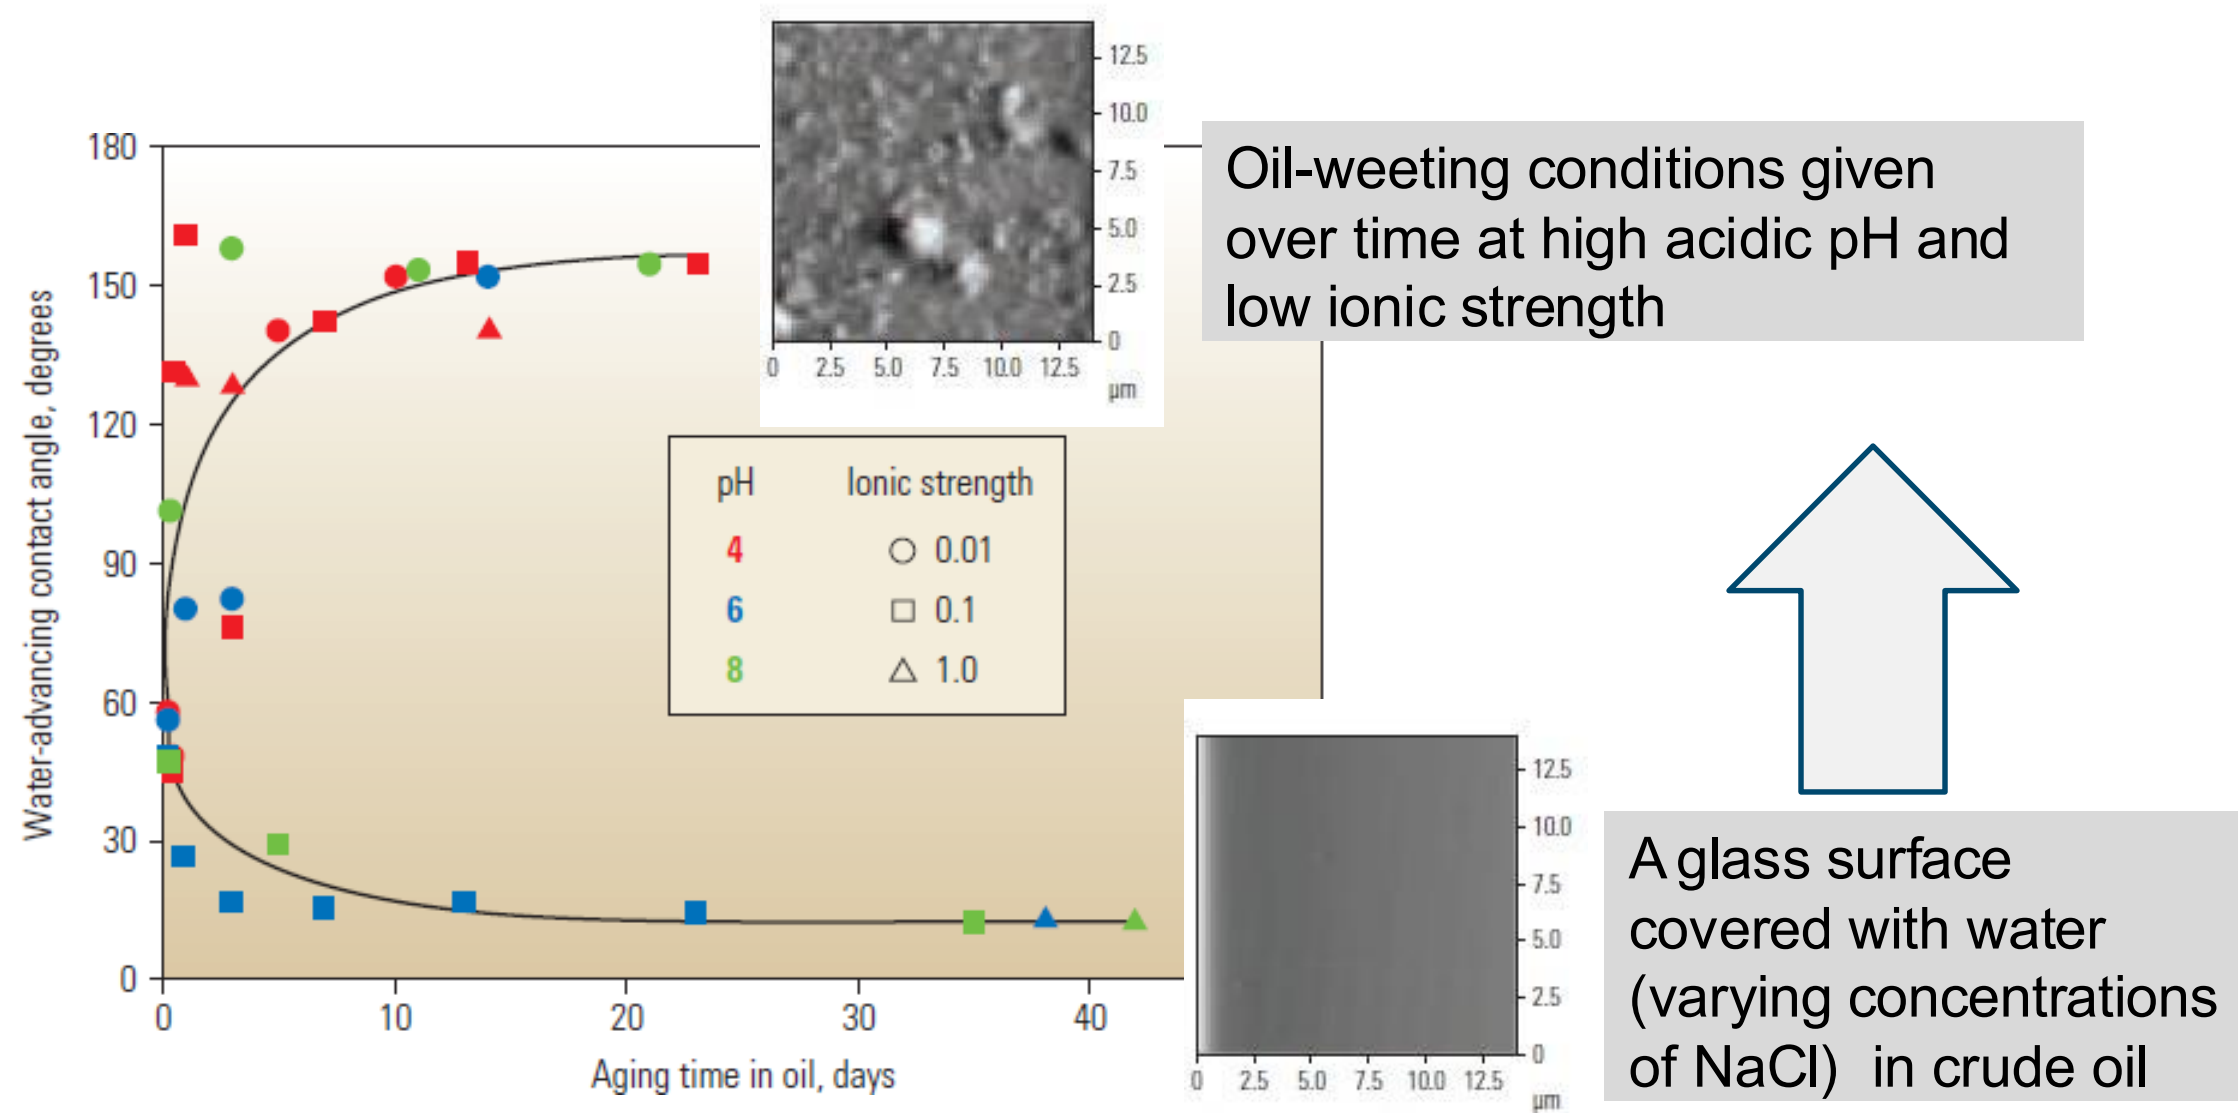 12.5
10.0
7.5
5.0
2.5
0
0 2.5 5.0 7.5 10.0 12.5
µm
Oil-weeting conditions given
over time at high acidic pH and
low ionic strength
Water-advancing contact angle, degrees
180
150
120
90
60
30
0
pH Ionic strength
4 0.01
6 0.1
8 1.0
0 10 20 30 40
Aging time in oil, days
12.5
10.0
7.5
5.0
2.5
0
0 2.5 5.0 7.5 10.0 12.5
µm
A glass surface
covered with water
(varying concentrations
of NaCl) in crude oil